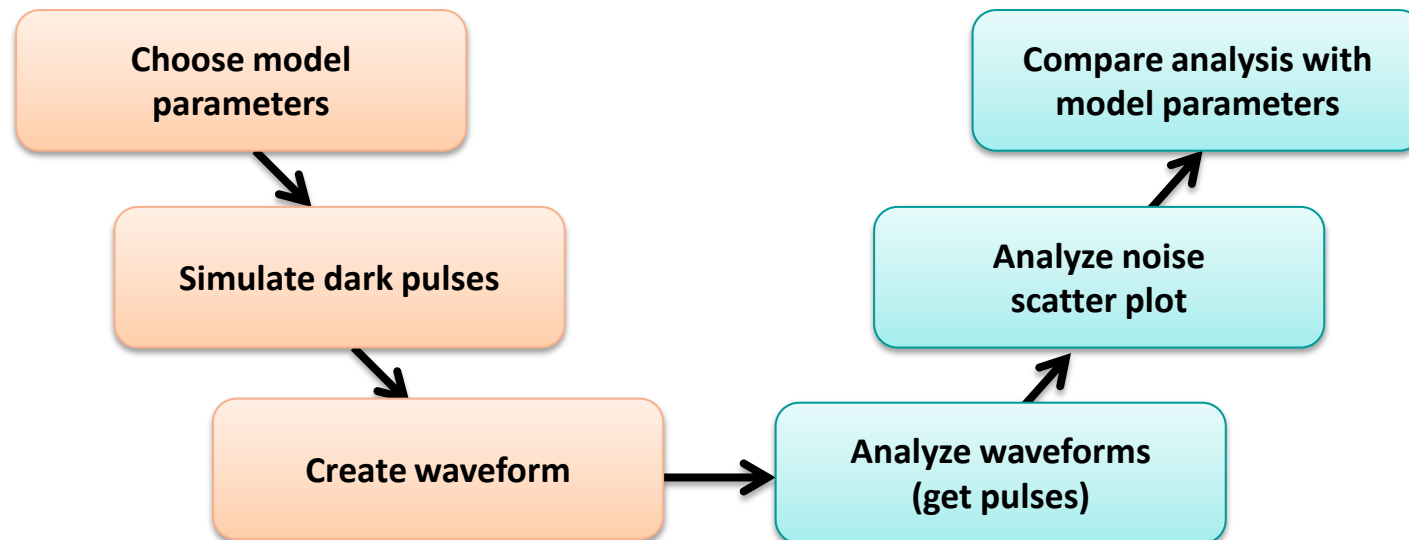 Choose model
parameters
Simulate dark pulses
Create waveform
Analyze waveforms
(get pulses)
Analyze noise
scatter plot
Compare analysis with
model parameters